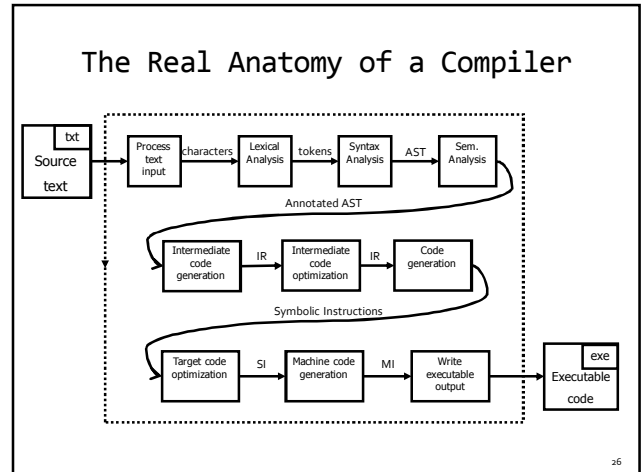 The Real Anatomy of a Compiler
txt
Source
text
Process
text
input
characters
Lexical
Analysis
tokens
Syntax
Analysis
AST
Sem.
Analysis
Annotated AST
Intermediate
code
generation
IR
Intermediate
code
optimization
IR
Code
generation
Symbolic Instructions
Target code
optimization
SI
Machine code
generation
MI
Write
executable
output
exe
Executable
code
26